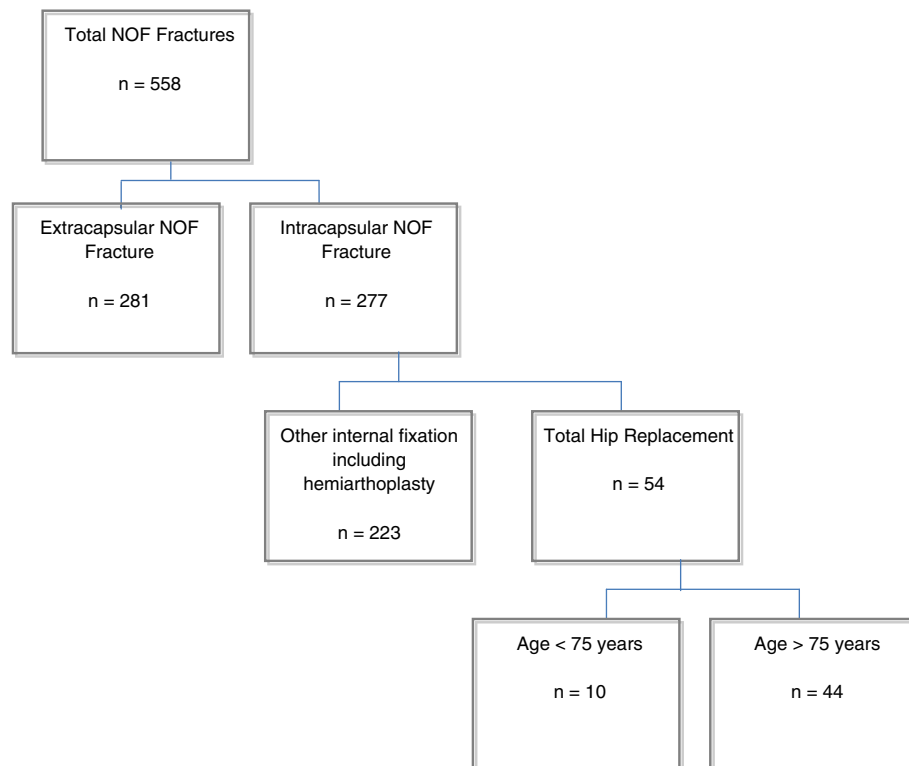 Total NOF Fractures
n = 558
Extracapsular NOF
Fracture
n = 281
Intracapsular NOF
Fracture
n = 277
Other internal fixation
including
hemiarthoplasty
n = 223
Total Hip Replacement
n = 54
Age < 75 years
n = 10
Age > 75 years
n = 44